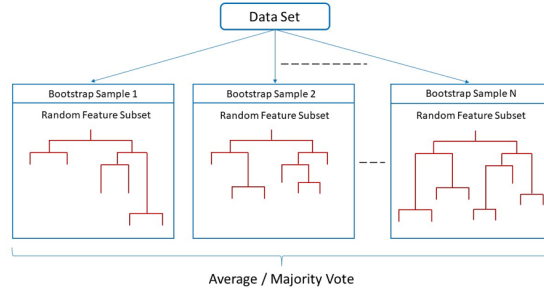 Data Set
Bootstrap Sample 1
Bootstrap Sample 2
Bootstrap Sample N
Random Feature Subset
Random Feature Subset
Random Feature Subset
Average / Majority Vote